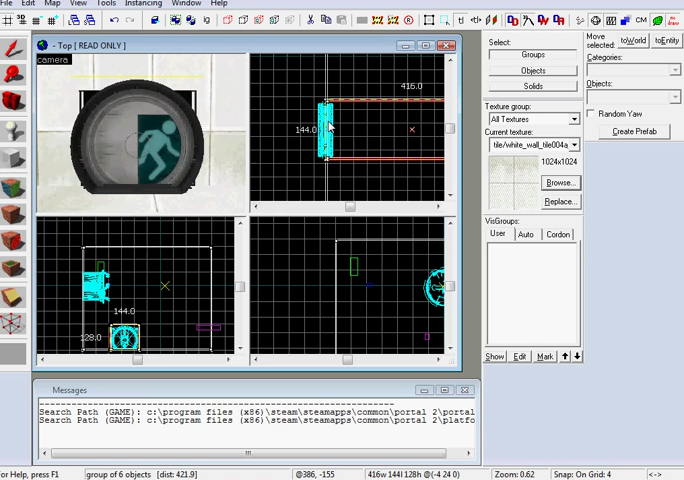 File Edit Map View Tools Instancing Window Help
3D
CM
- Top [ READ ONLY ]
camera
416.0
144.0
144.0
128.0
Select:
Groups
Objects
Solids
Texture group:
All Textures
Current texture:
tile/white_wall_tile004a
1024x1024
Browse...
Replace...
VisGroups:
User Auto Cordon
Show Edit Mark
Move selected:
toWorld toEntity
Categories:
Objects:
Random Yaw
Create Prefab
Messages
Search Path (GAME): c:\program files (x86)\steam\steamapps\common\portal 2\portal
Search Path (GAME): c:\program files (x86)\steam\steamapps\common\portal 2\platfo
For Help, press F1 group of 6 objects [dist: 421.9] @386, -155 416w 144l 128h @(-4 24 0) Zoom: 0.62 Snap: On Grid: 4 <->